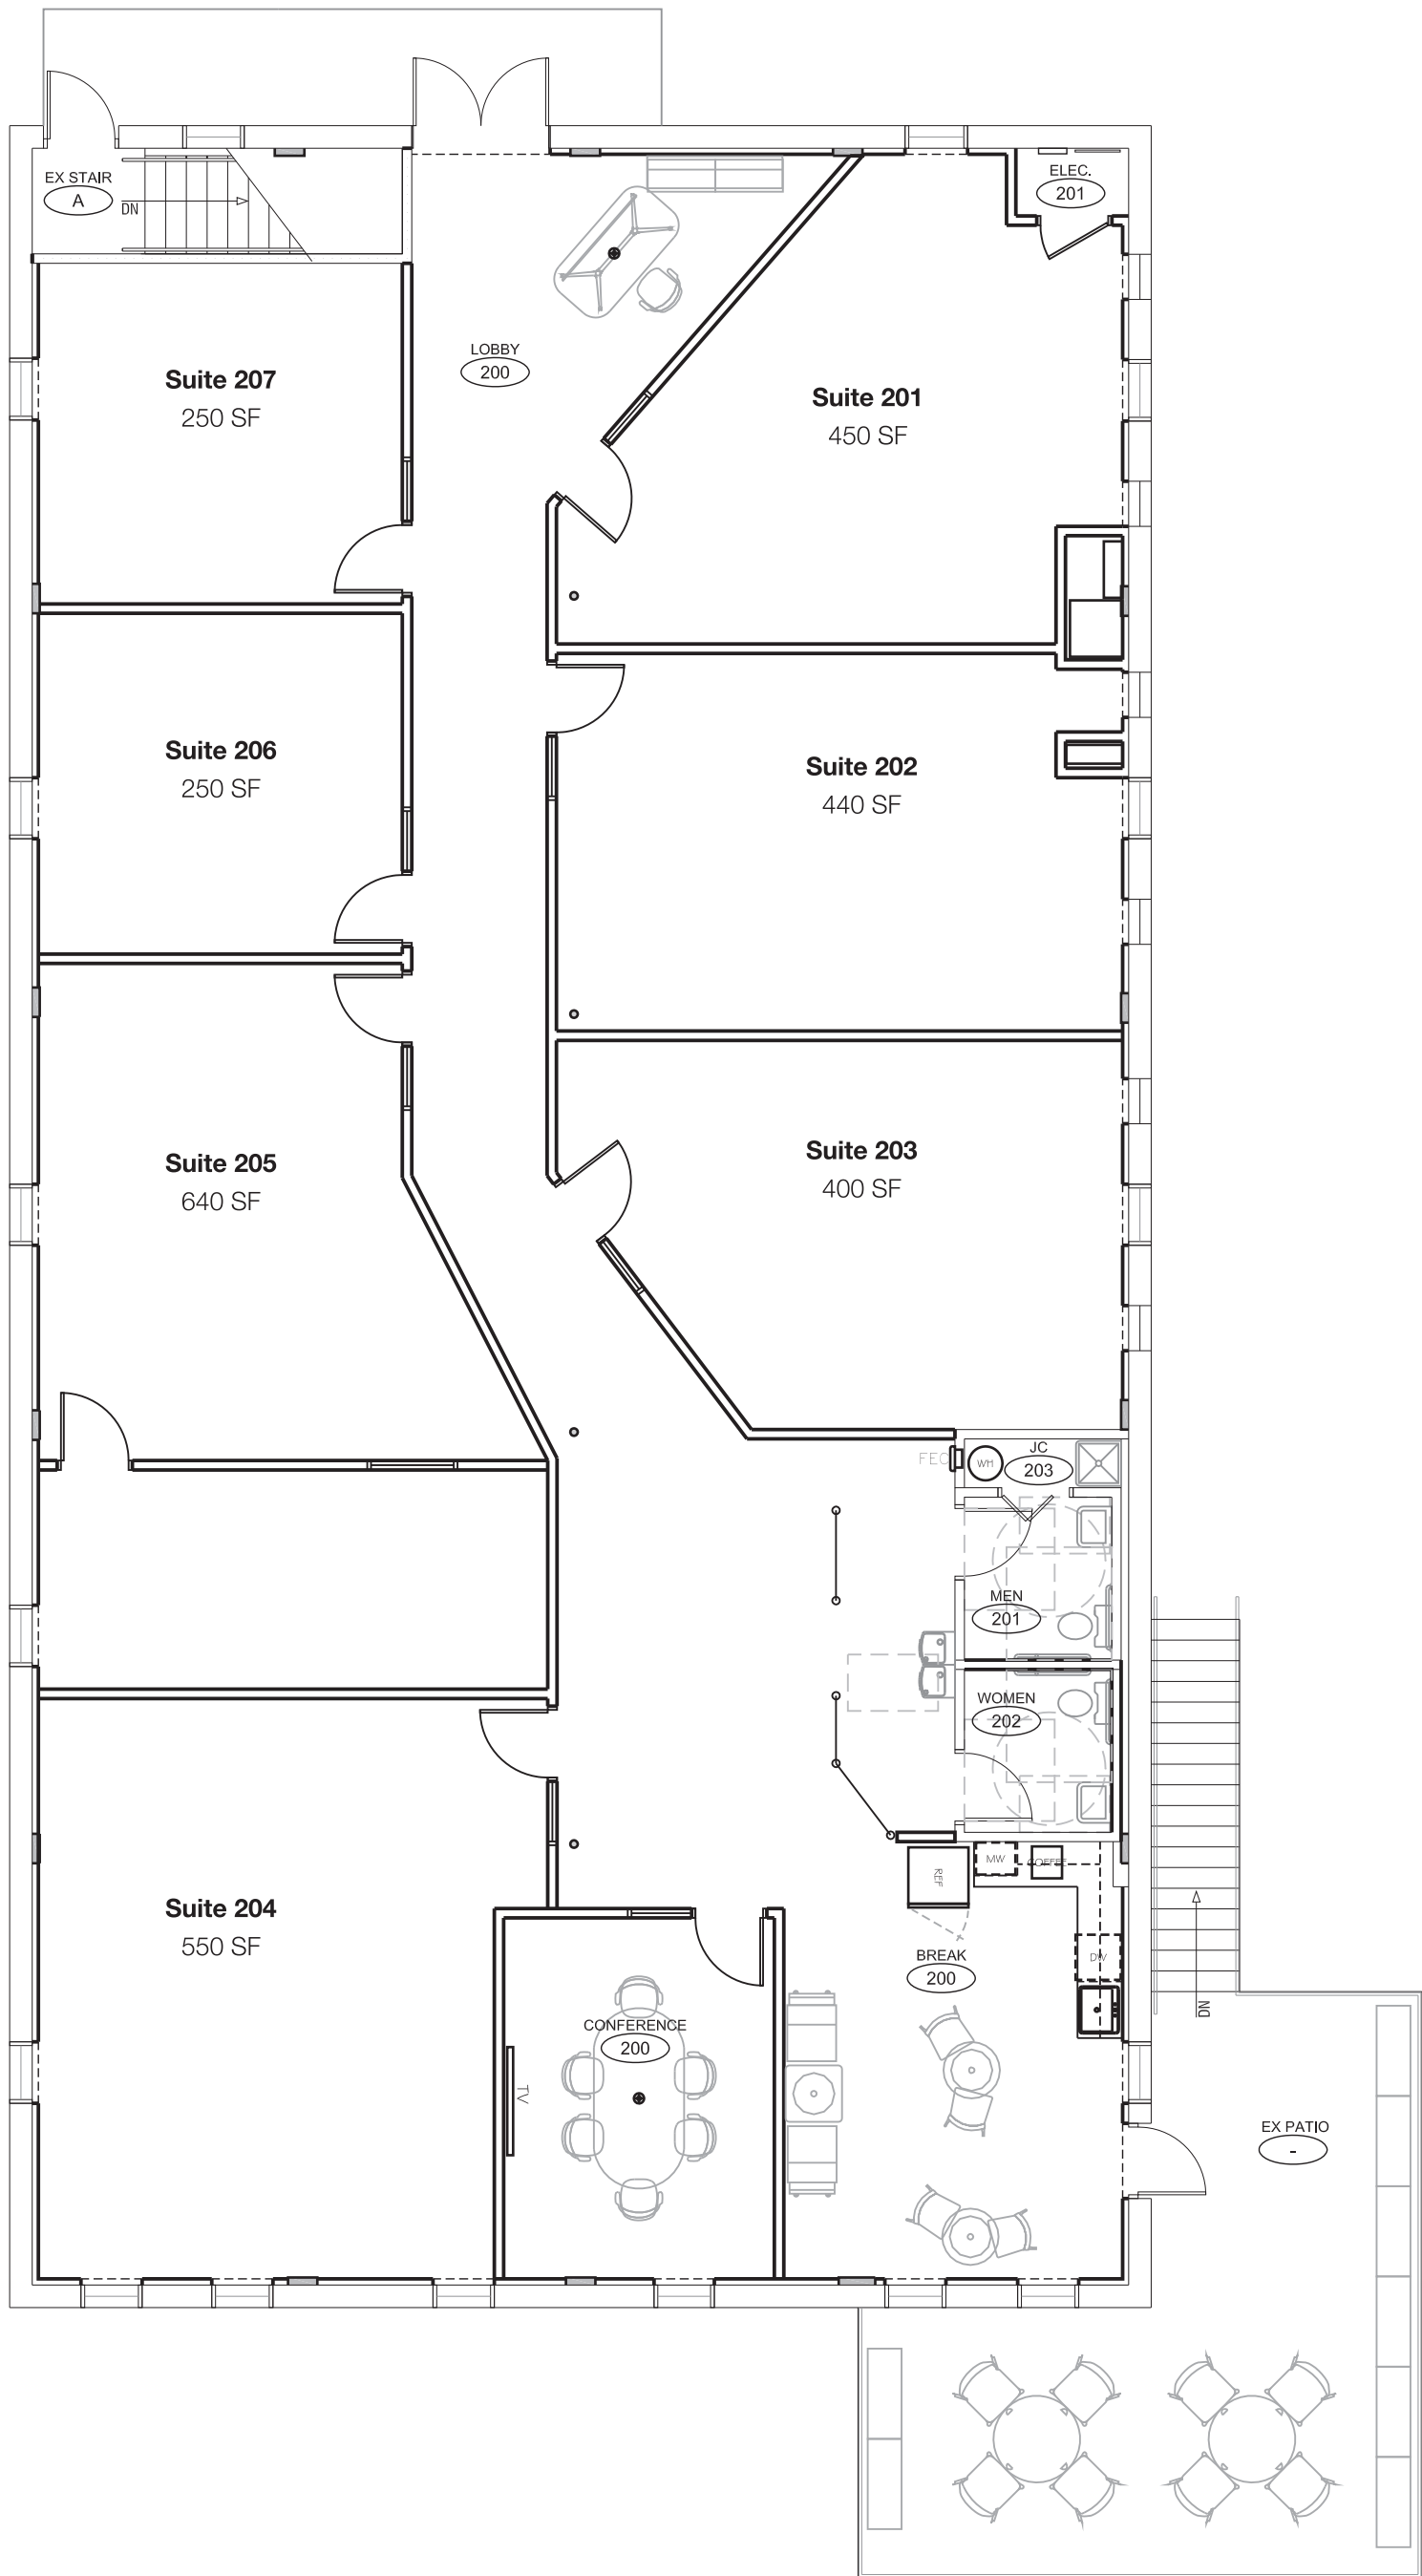 EX STAIR
A
DN
ELEC.
201
LOBBY
200
Suite 207
250 SF
Suite 201
450 SF
Suite 206
250 SF
Suite 202
440 SF
Suite 205
640 SF
Suite 203
400 SF
FEC
WH
JC
203
MEN
201
WOMEN
202
MW
COFFEE
REF
Suite 204
550 SF
BREAK
200
DW
DN
CONFERENCE
200
TV
EX PATIO
-